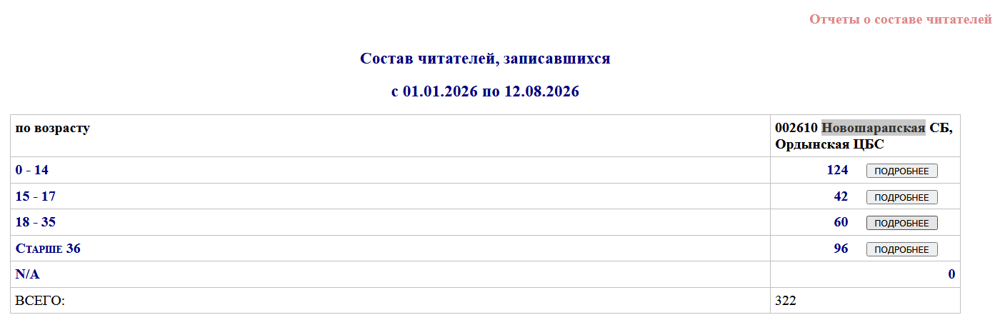 Отчеты о составе читателей
Состав читателей, записавшихся
с 01.01.2026 по 12.08.2026
по возрасту
002610 Новошарапская СБ,
Ордынская ЦБС
0 - 14 124 ПОДРОБНЕЕ
15 - 17 42 ПОДРОБНЕЕ
18 - 35 60 ПОДРОБНЕЕ
Старше 36 96 ПОДРОБНЕЕ
N/A 0
ВСЕГО: 322